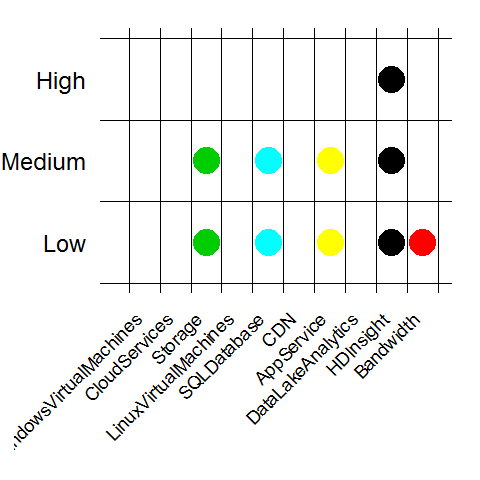 High
Medium
Low
ndowsVirtualMachines
CloudServices
Storage
LinuxVirtualMachines
SQLDatabase
CDN
AppService
DataLakeAnalytics
HDInsight
Bandwidth